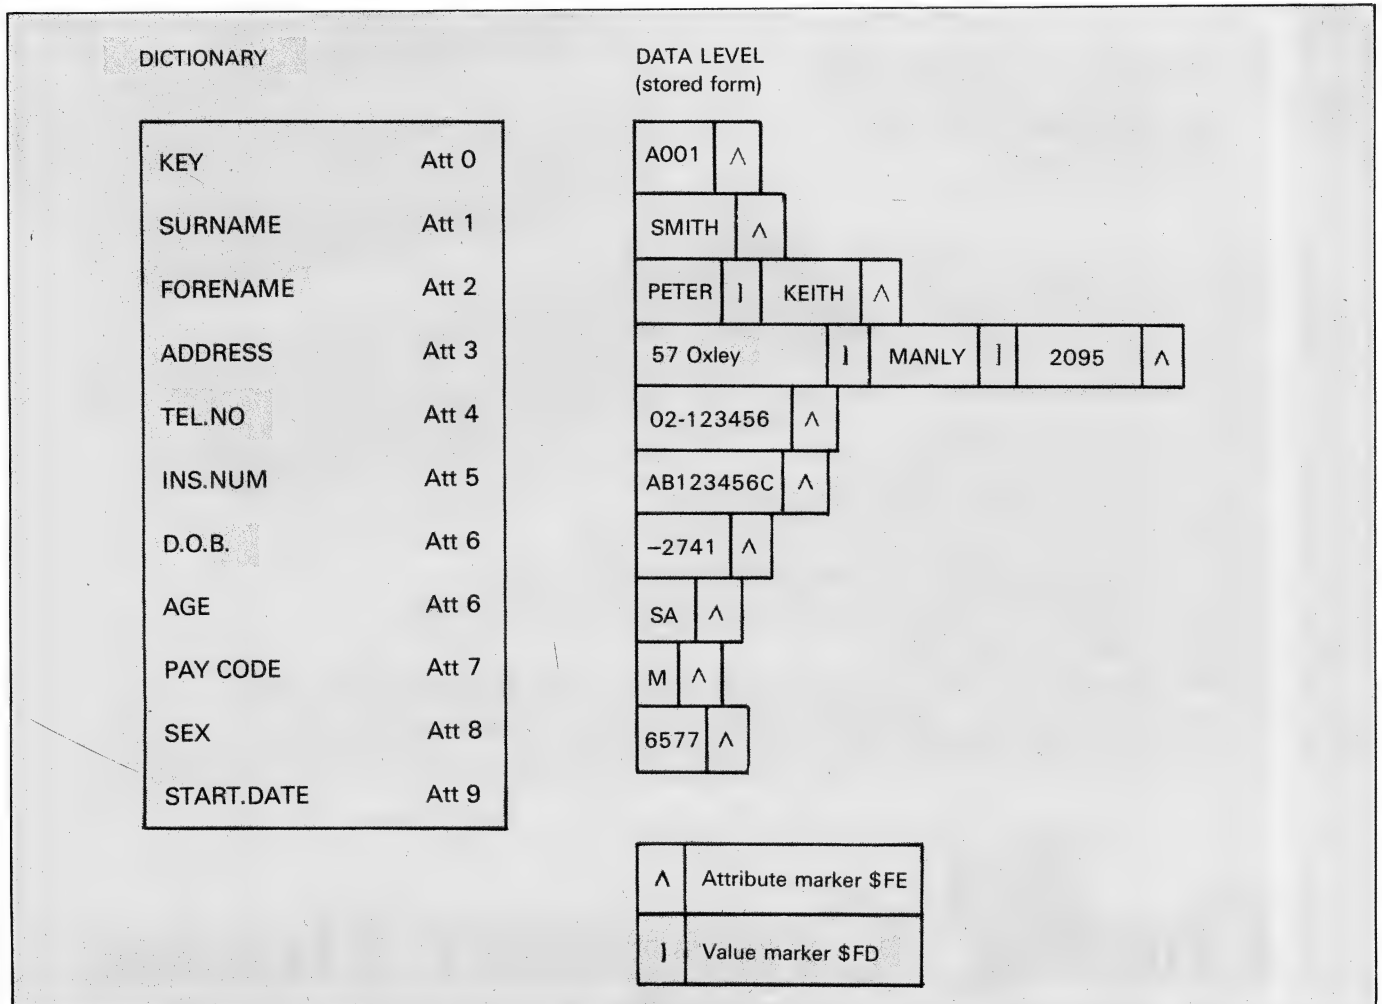 DICTIONARY
KEY Att 0
SURNAME Att 1
FORENAME Att 2
ADDRESS Att 3
TEL.NO Att 4
INS.NUM Att 5
D.O.B. Att 6
AGE Att 6
PAY CODE Att 7
SEX Att 8
START.DATE Att 9
DATA LEVEL
(stored form)
A001 ^
SMITH ^
PETER ] KEITH ^
57 Oxley ] MANLY ] 2095 ^
02-123456 ^
AB123456C ^
–2741 ^
SA ^
M ^
6577 ^
^ Attribute marker $FE
] Value marker $FD